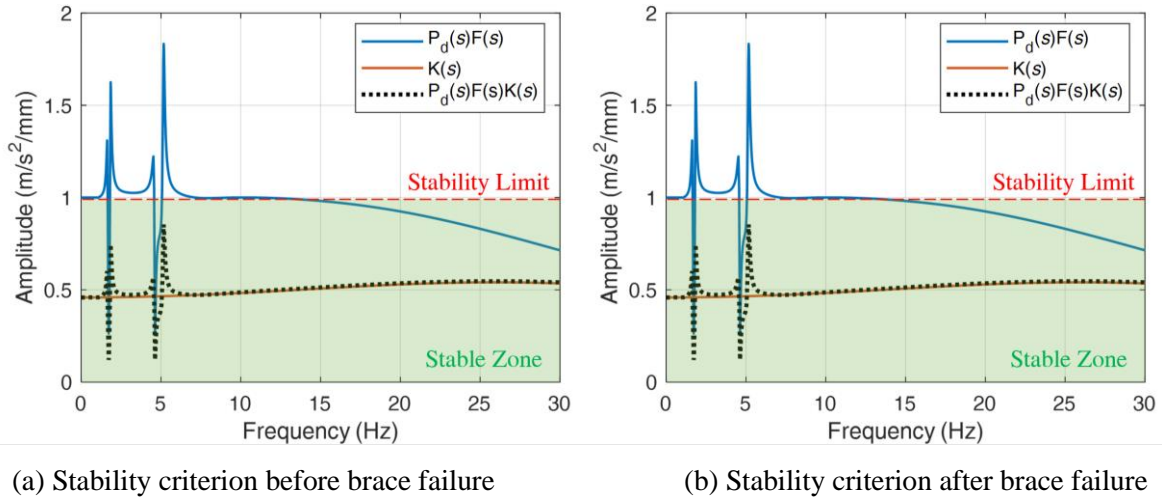 2
1.5
1
0.5
0
Amplitude (m/s²/mm)
P_d(s)F(s)
K(s)
P_d(s)F(s)K(s)
Stability Limit
Stable Zone
0 5 10 15 20 25 30
Frequency (Hz)
(a) Stability criterion before brace failure
2
1.5
1
0.5
0
Amplitude (m/s²/mm)
P_d(s)F(s)
K(s)
P_d(s)F(s)K(s)
Stability Limit
Stable Zone
0 5 10 15 20 25 30
Frequency (Hz)
(b) Stability criterion after brace failure